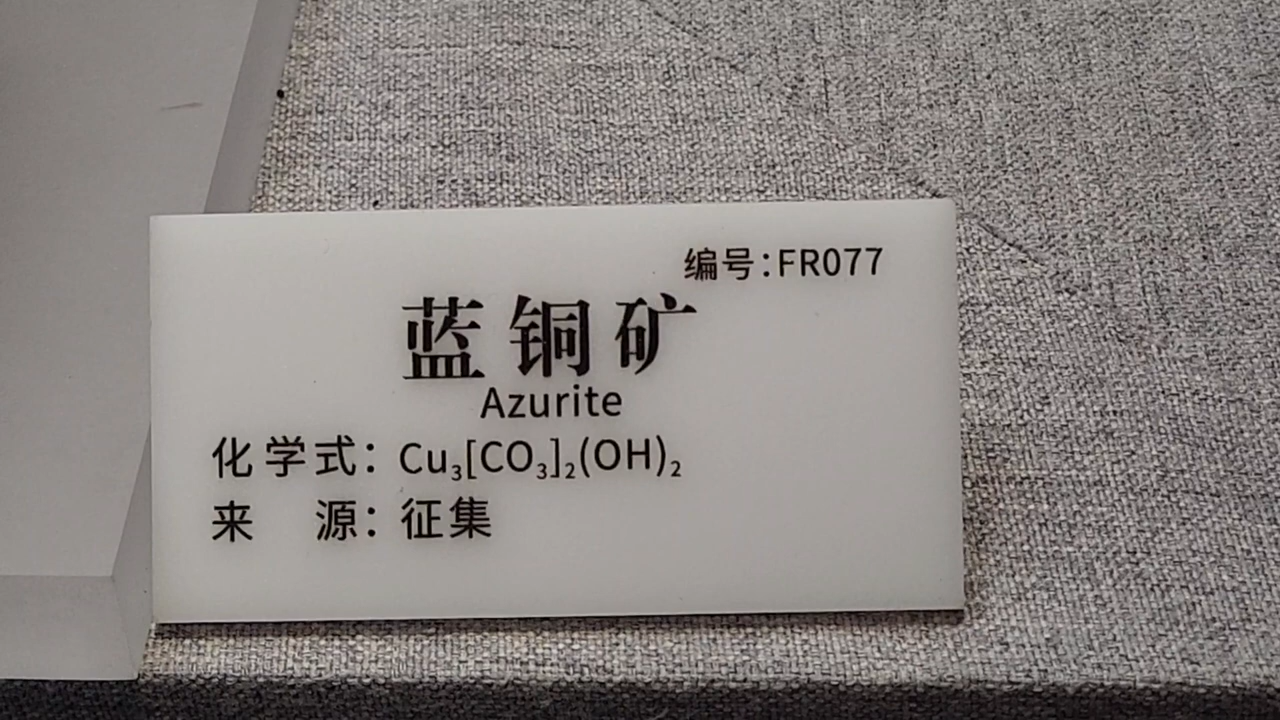 编号:FR077
蓝铜矿
Azurite
化学式: Cu₃[CO₃]₂(OH)₂
来 源: 征集